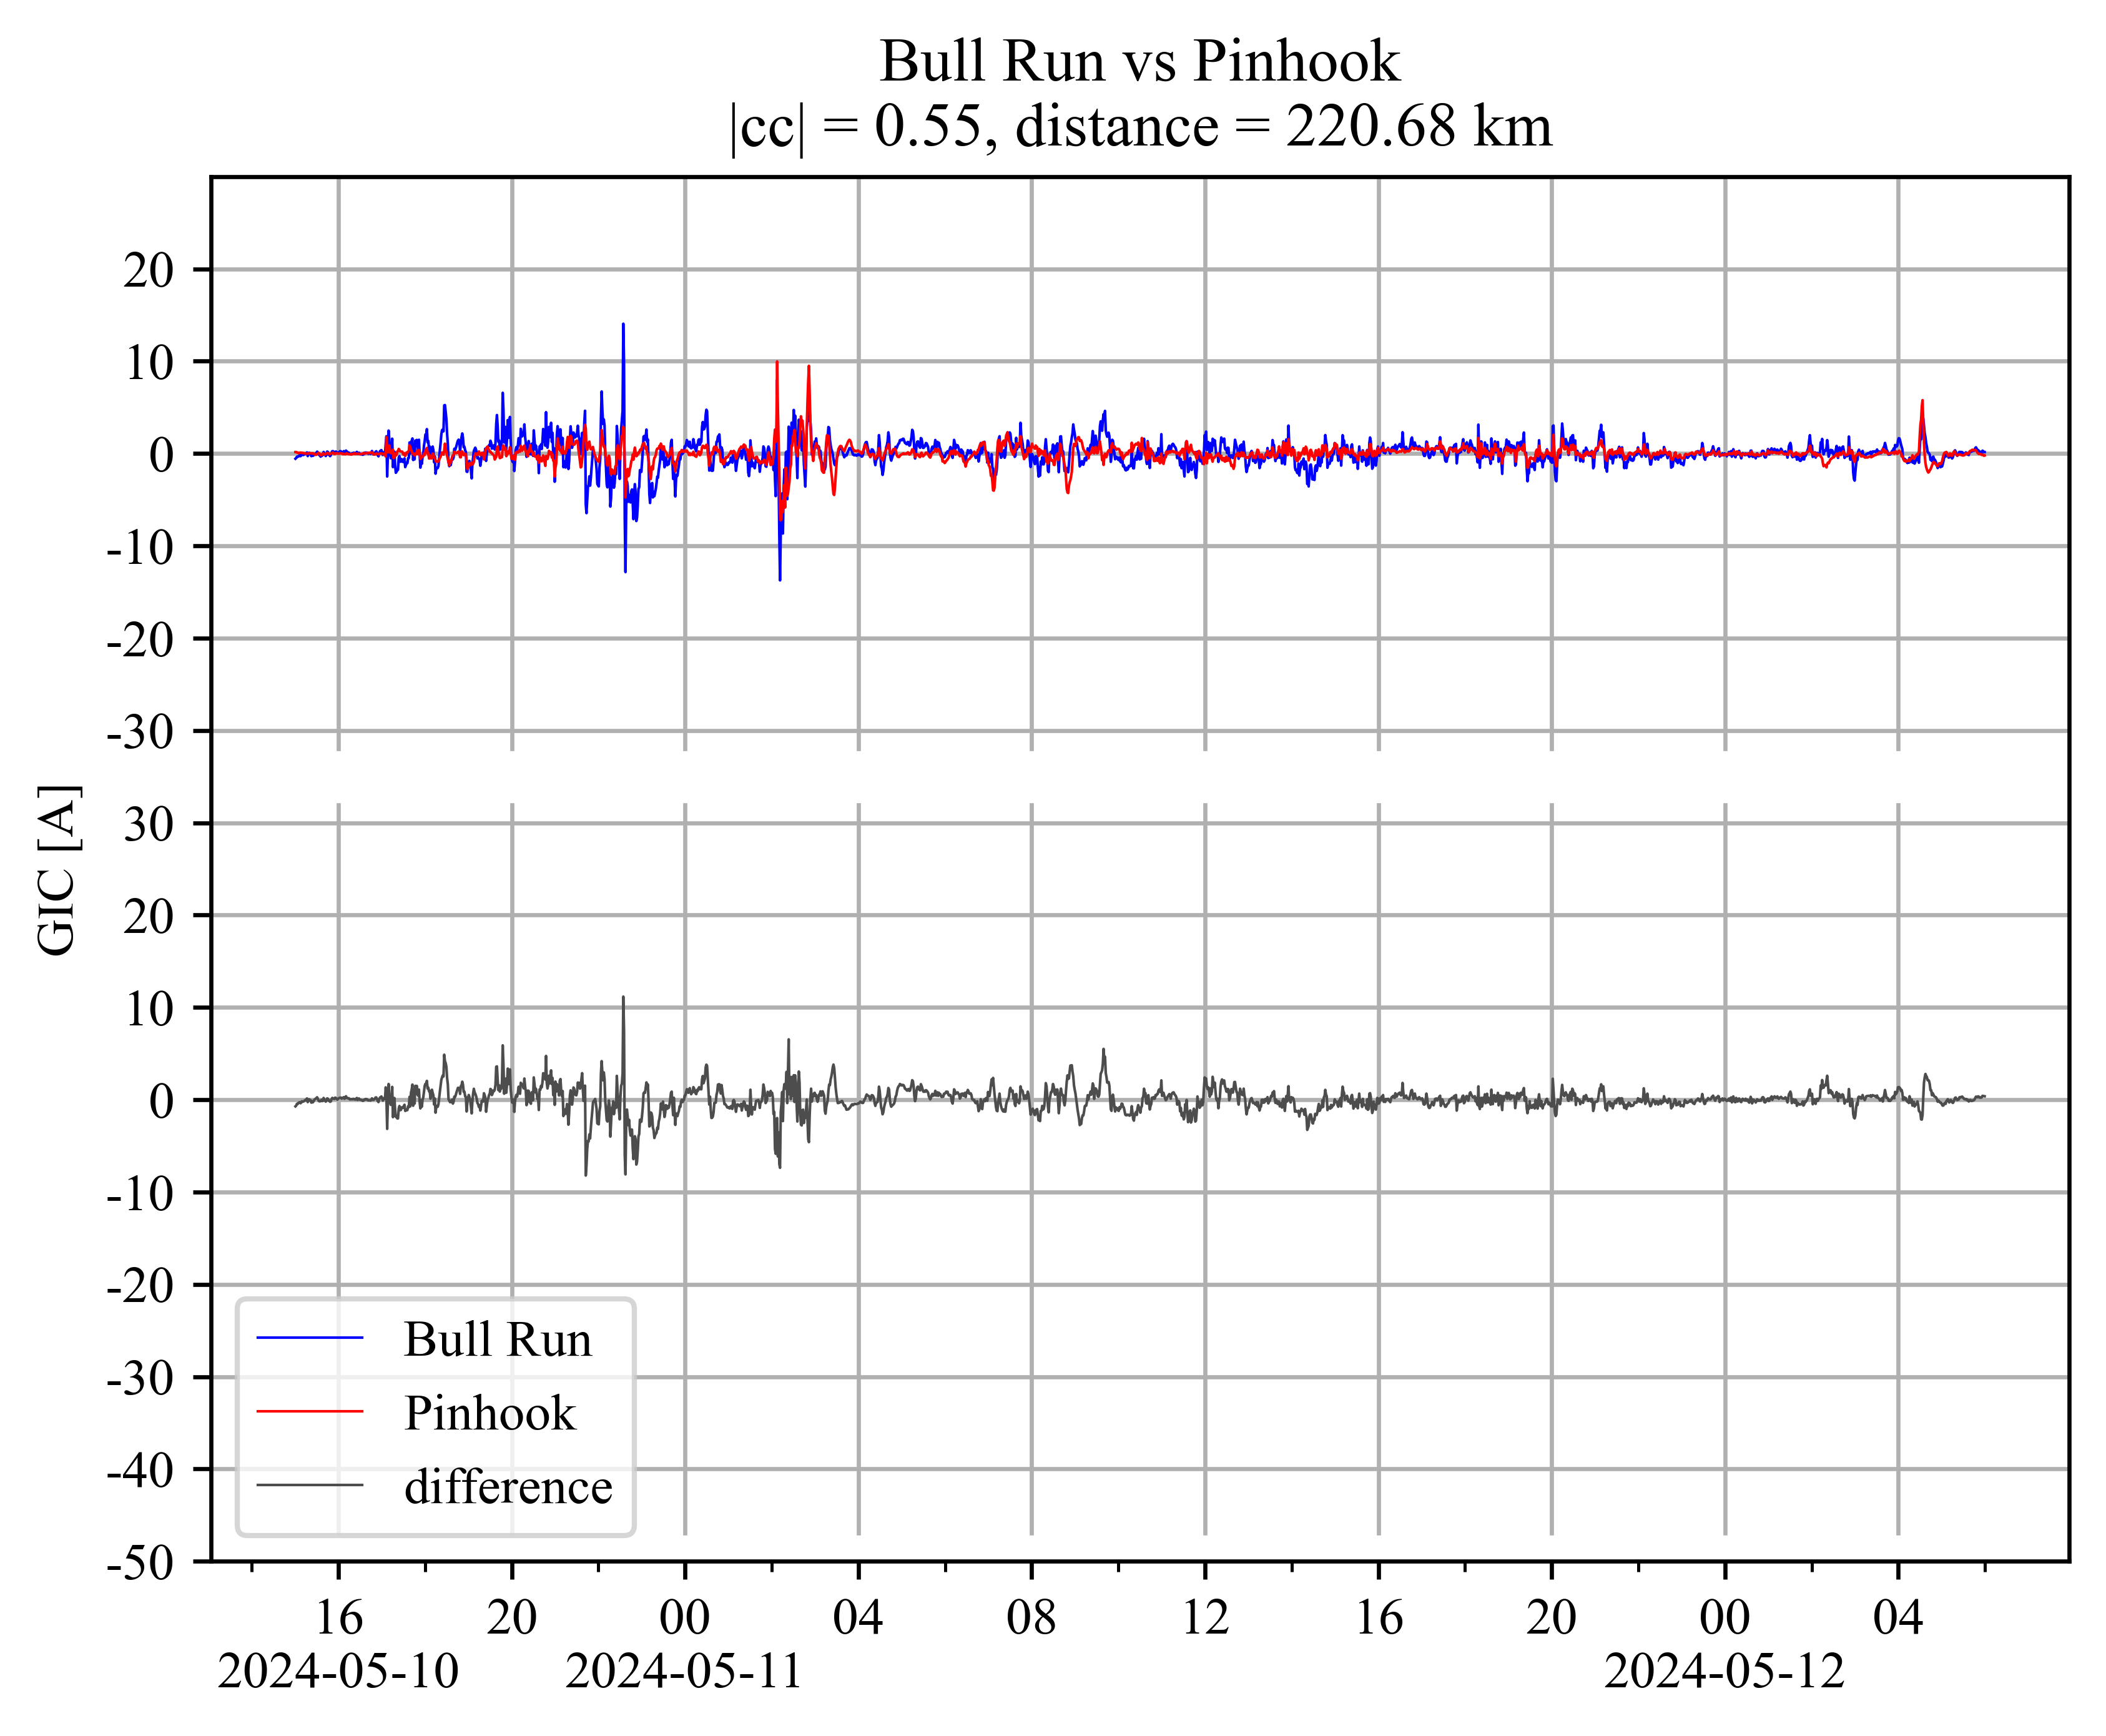 Bull Run vs Pinhook
|cc| = 0.55, distance = 220.68 km
GIC [A]
20
10
0
-10
-20
-30
30
20
10
0
-10
-20
-30
-40
-50
Bull Run
Pinhook
difference
16 20 00 04 08 12 16 20 00 04
2024-05-10 2024-05-11 2024-05-12